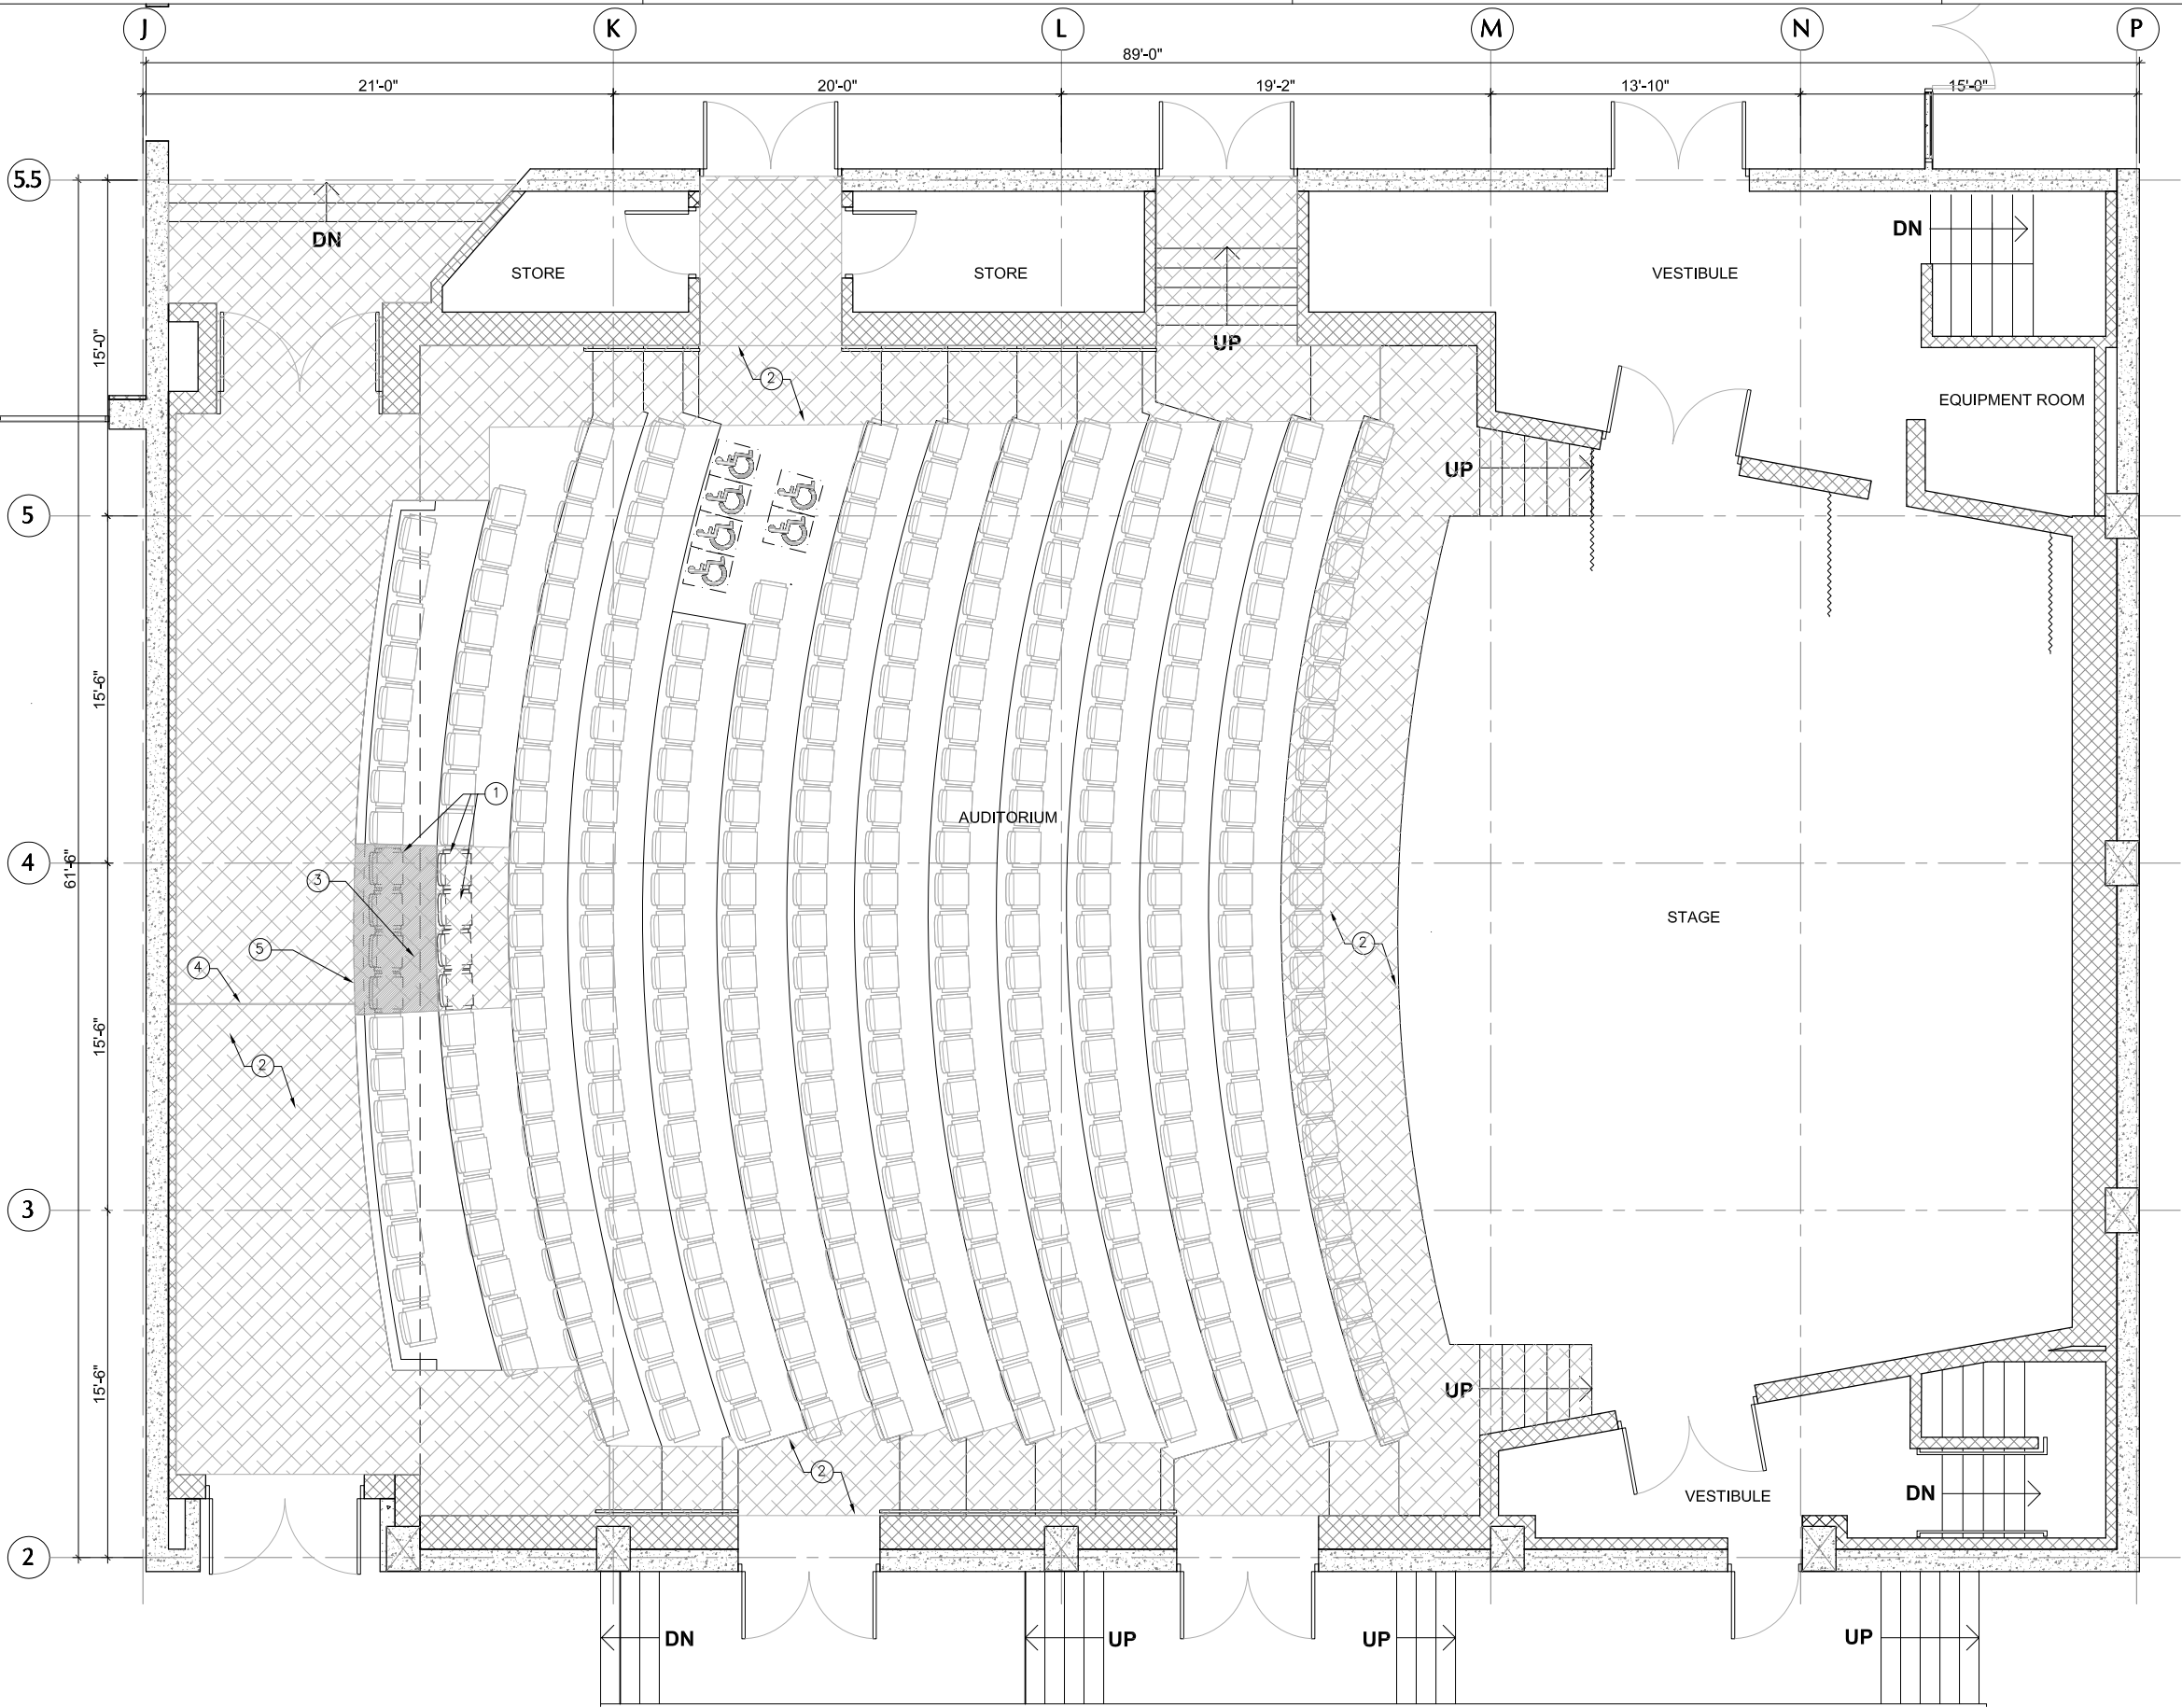 J K L M N P
89'-0"
21'-0" 20'-0" 19'-2" 13'-10" 15'-0"
5.5
DN
DN
STORE
STORE
VESTIBULE
UP
15'-0"
2
EQUIPMENT ROOM
UP
5
15'-6"
1
AUDITORIUM
4
61'-6"
3
STAGE
2
5
4
15'-6"
2
3
15'-6"
UP
2
VESTIBULE
DN
2
DN
UP
UP
UP